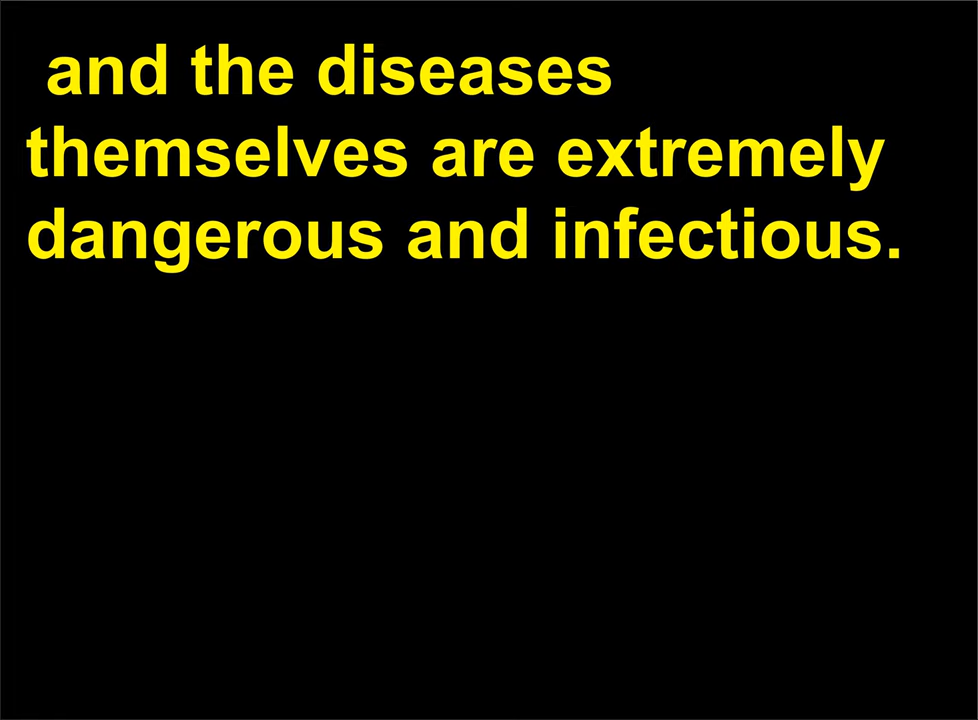 and the diseases
themselves are extremely
dangerous and infectious.